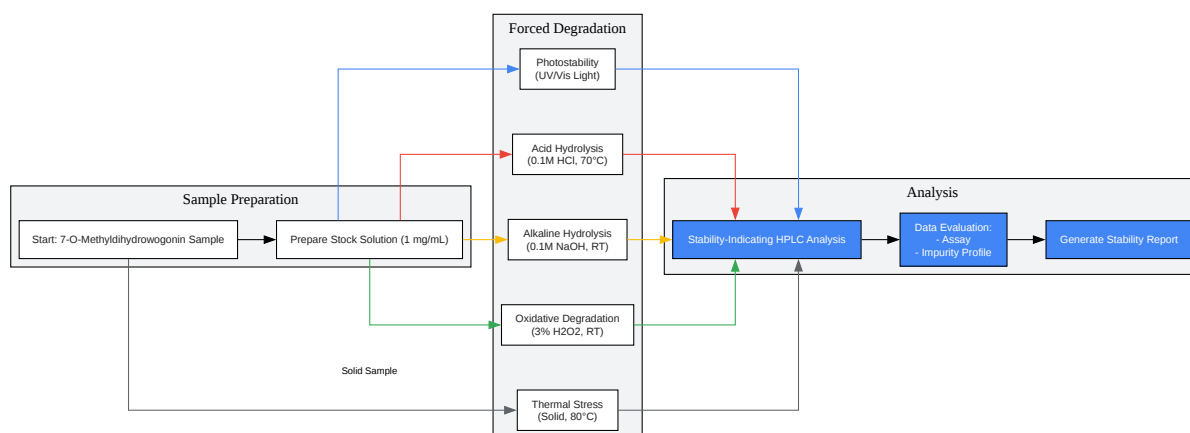 Forced Degradation
Photostability
(UV/Vis Light)
Acid Hydrolysis
(0.1M HCl, 70°C)
Sample Preparation
Analysis
Start: 7-O-Methyldihydrowogonin Sample
Prepare Stock Solution (1 mg/mL)
Alkaline Hydrolysis
(0.1M NaOH, RT)
Stability-Indicating HPLC Analysis
Data Evaluation:
- Assay
- Impurity Profile
Generate Stability Report
Oxidative Degradation
(3% H2O2, RT)
Solid Sample
Thermal Stress
(Solid, 80°C)